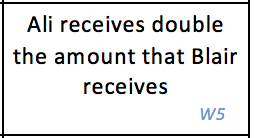 Ali receives double
the amount that Blair
receives
W5